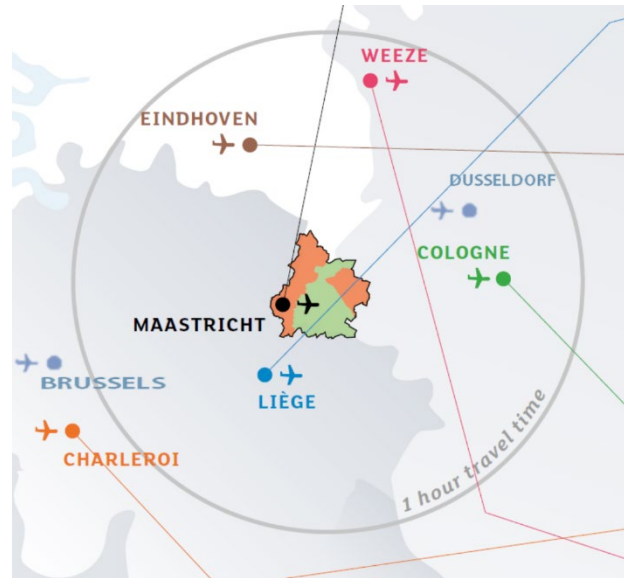 WEEZE
EINDHOVEN
DUSSELDORF
COLOGNE
MAASTRICHT
BRUSSELS
LIÈGE
CHARLEROI
1 hour travel time